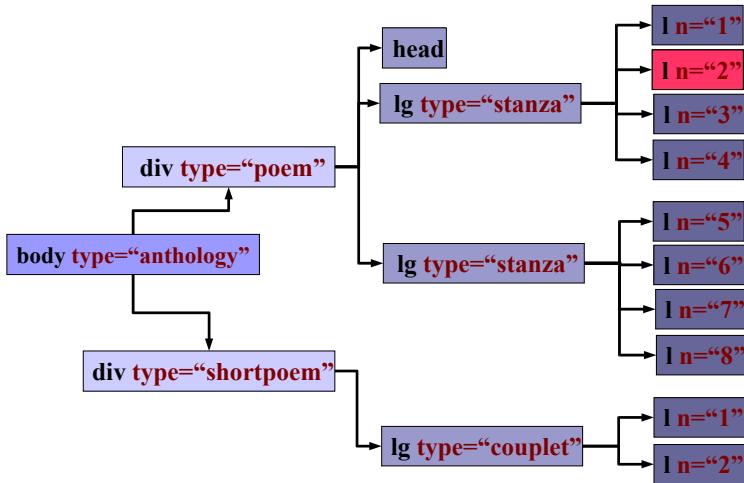 head
l n=“1”
l n=“2”
lg type=“stanza”
l n=“3”
l n=“4”
div type=“poem”
l n=“5”
body type=“anthology”
lg type=“stanza”
l n=“6”
l n=“7”
l n=“8”
div type=“shortpoem”
l n=“1”
lg type=“couplet”
l n=“2”